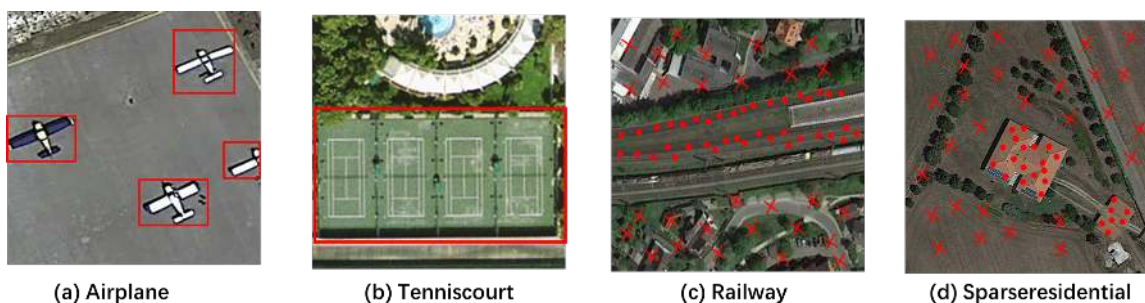 (a) Airplane
(b) Tenniscourt
(c) Railway
(d) Sparseresidential